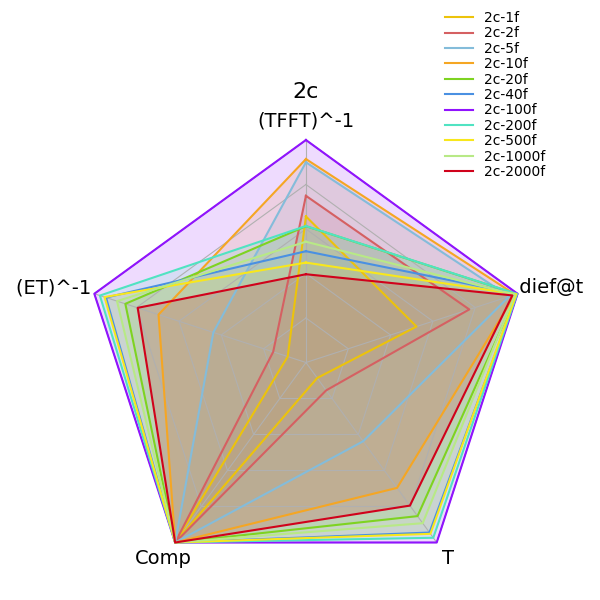 2c-1f
2c-2f
2c-5f
2c-10f
2c-20f
2c-40f
2c-100f
2c-200f
2c-500f
2c-1000f
2c-2000f
2c
(TFFT)^-1
(ET)^-1
dief@t
Comp
T